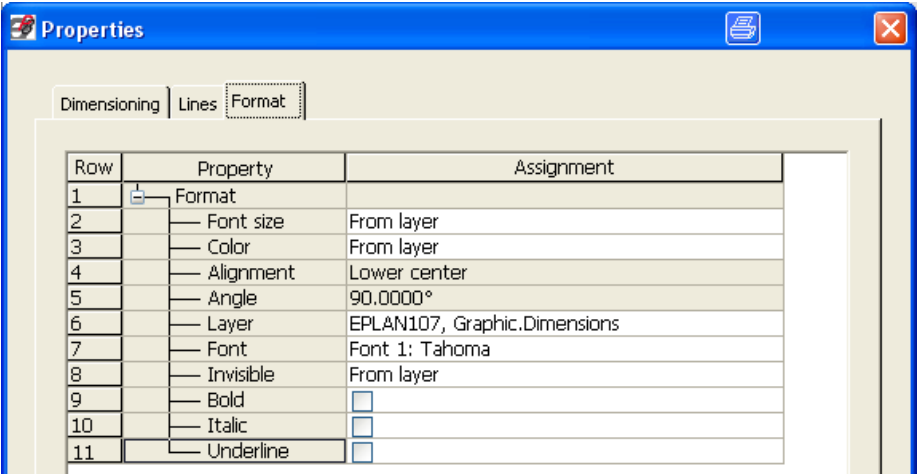 Properties
Dimensioning Lines Format
Row Property Assignment
1 Format
2 Font size From layer
3 Color From layer
4 Alignment Lower center
5 Angle 90.0000°
6 Layer EPLAN107, Graphic.Dimensions
7 Font Font 1: Tahoma
8 Invisible From layer
9 Bold
10 Italic
11 Underline